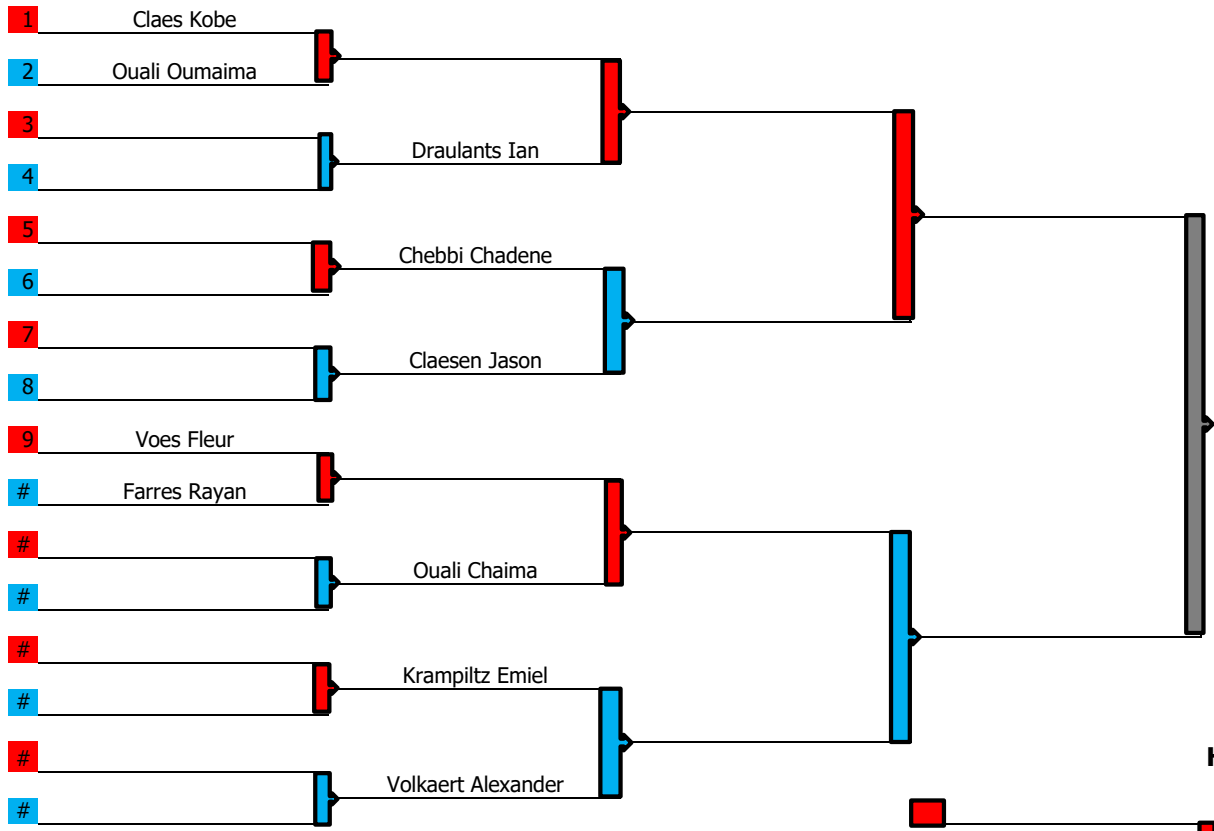 1 Claes Kobe
2 Ouali Oumaima
3
4 Draulants Ian
5
6 Chebbi Chadene
7
8 Claesen Jason
9 Voes Fleur
# Farres Rayan
#
# Ouali Chaima
#
# Krampiltz Emiel
#
# Volkaert Alexander